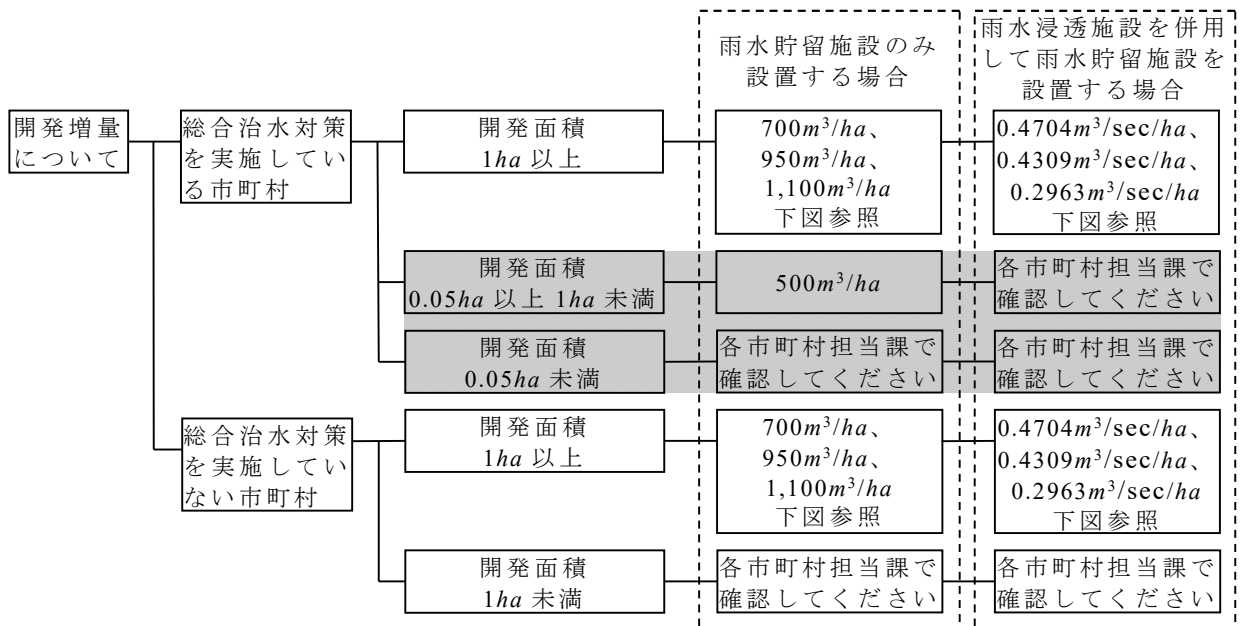 雨水貯留施設のみ
設置する場合
雨水浸透施設を併用
して雨水貯留施設を
設置する場合
開発増量
について
総合治水対策
を実施してい
る市町村
開発面積
1ha 以上
700m³/ha、
950m³/ha、
1,100m³/ha
下図参照
0.4704m³/sec/ha、
0.4309m³/sec/ha、
0.2963m³/sec/ha
下図参照
開発面積
0.05ha 以上 1ha 未満
500m³/ha
各市町村担当課で
確認してください
開発面積
0.05ha 未満
各市町村担当課で
確認してください
各市町村担当課で
確認してください
総合治水対策
を実施してい
ない市町村
開発面積
1ha 以上
700m³/ha、
950m³/ha、
1,100m³/ha
下図参照
0.4704m³/sec/ha、
0.4309m³/sec/ha、
0.2963m³/sec/ha
下図参照
開発面積
1ha 未満
各市町村担当課で
確認してください
各市町村担当課で
確認してください